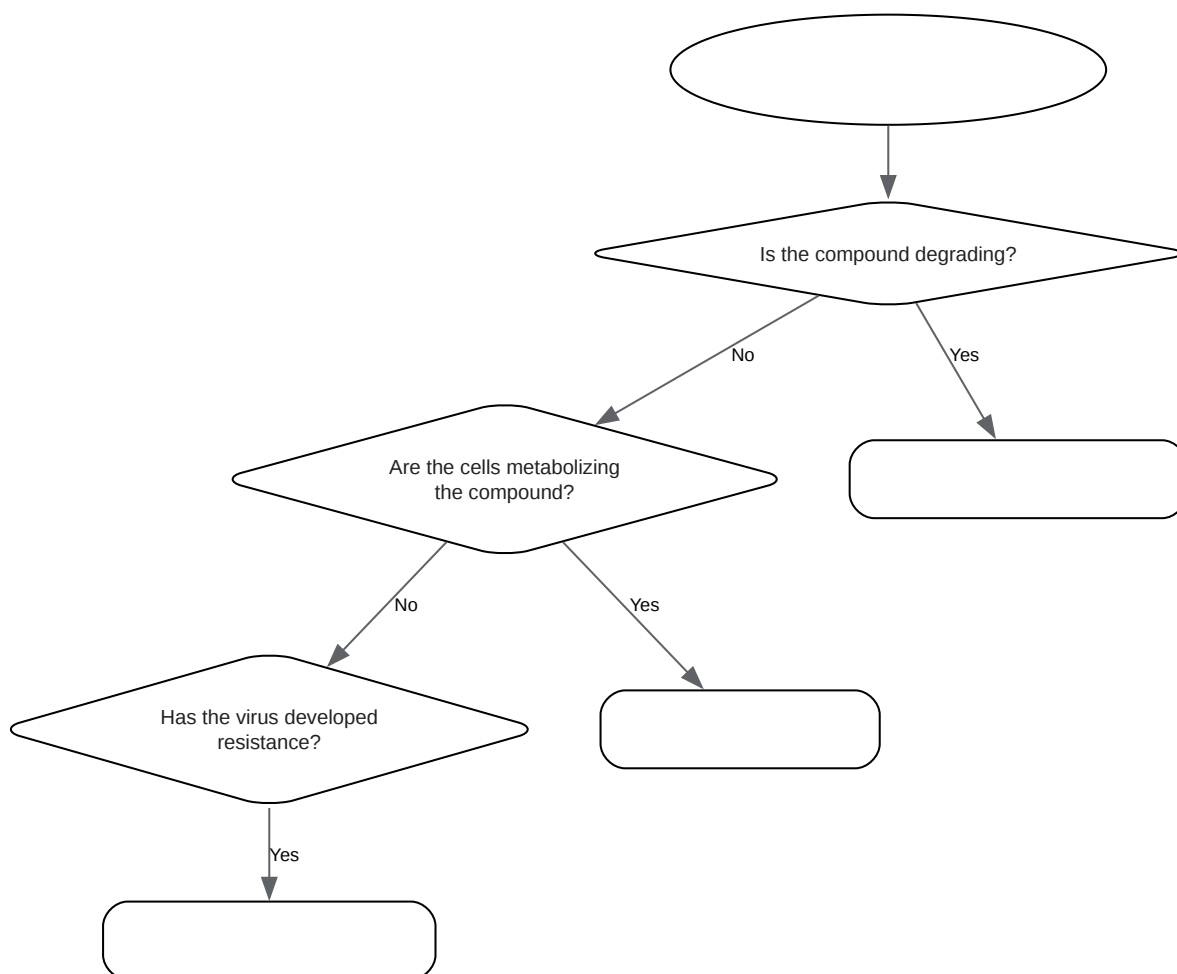 Is the compound degrading?
No
Yes
Are the cells metabolizing
the compound?
No
Yes
Has the virus developed
resistance?
Yes